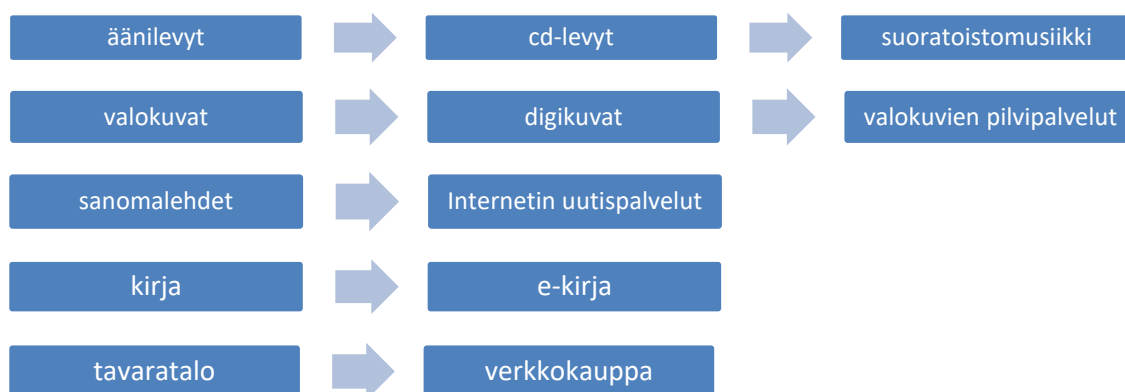 äänilevyt
cd-levyt
suoratoistomusiikki
valokuvat
digikuvat
valokuvien pilvipalvelut
sanomalehdet
Internetin uutispalvelut
kirja
e-kirja
tavaratalo
verkkokauppa